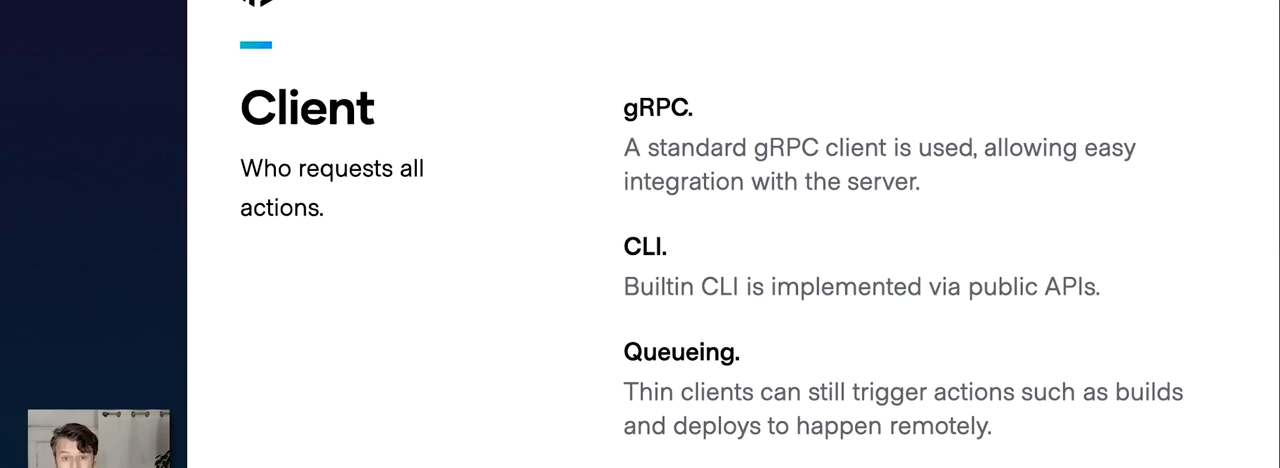 Client
Who requests all
actions.
gRPC.
A standard gRPC client is used, allowing easy
integration with the server.
CLI.
Builtin CLI is implemented via public APIs.
Queueing.
Thin clients can still trigger actions such as builds
and deploys to happen remotely.